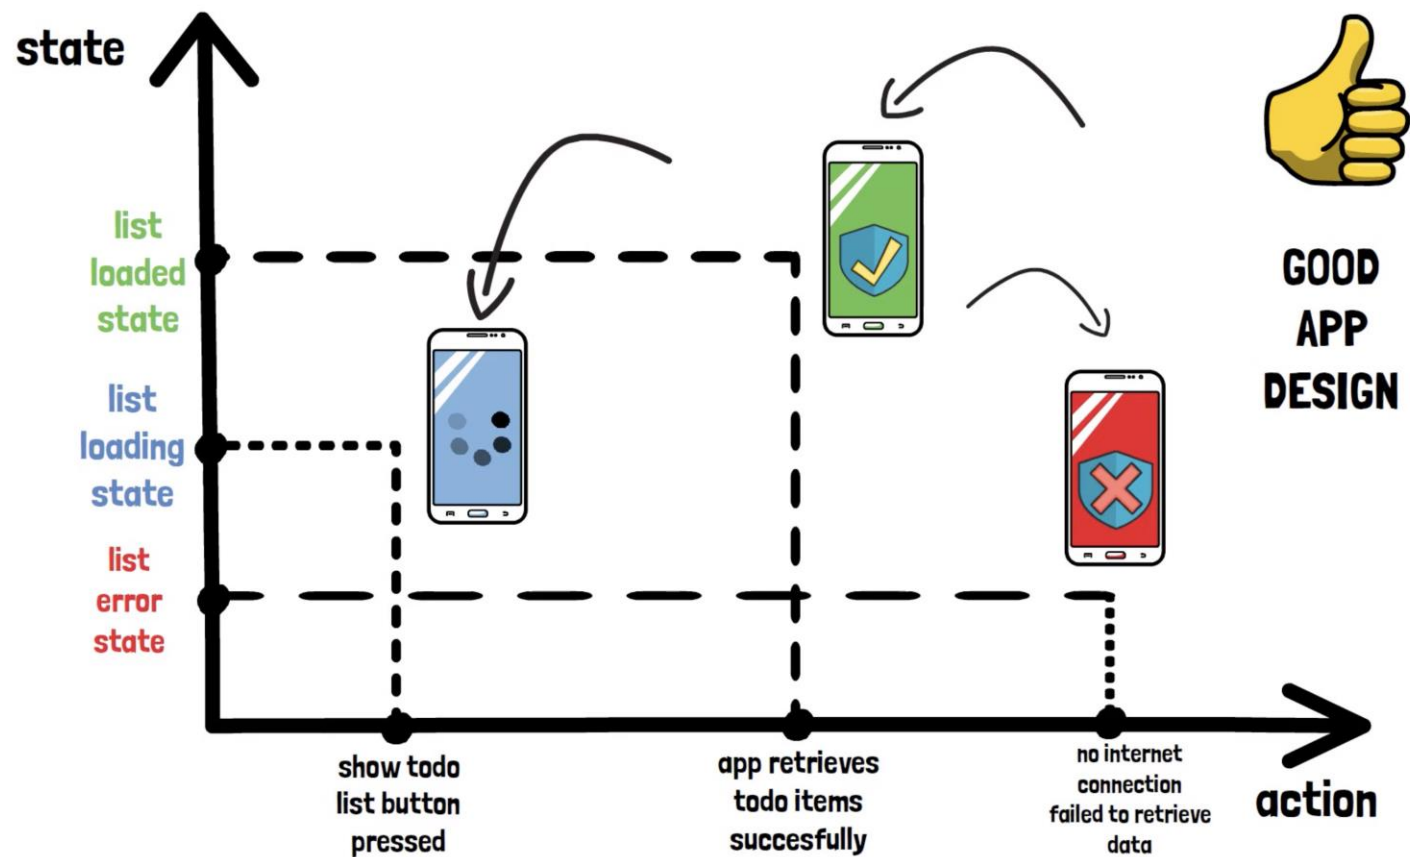 state
list
loaded
state
list
loading
state
list
error
state
GOOD
APP
DESIGN
show todo
list button
pressed
app retrieves
todo items
succesfully
no internet
connection
failed to retrieve
data
action